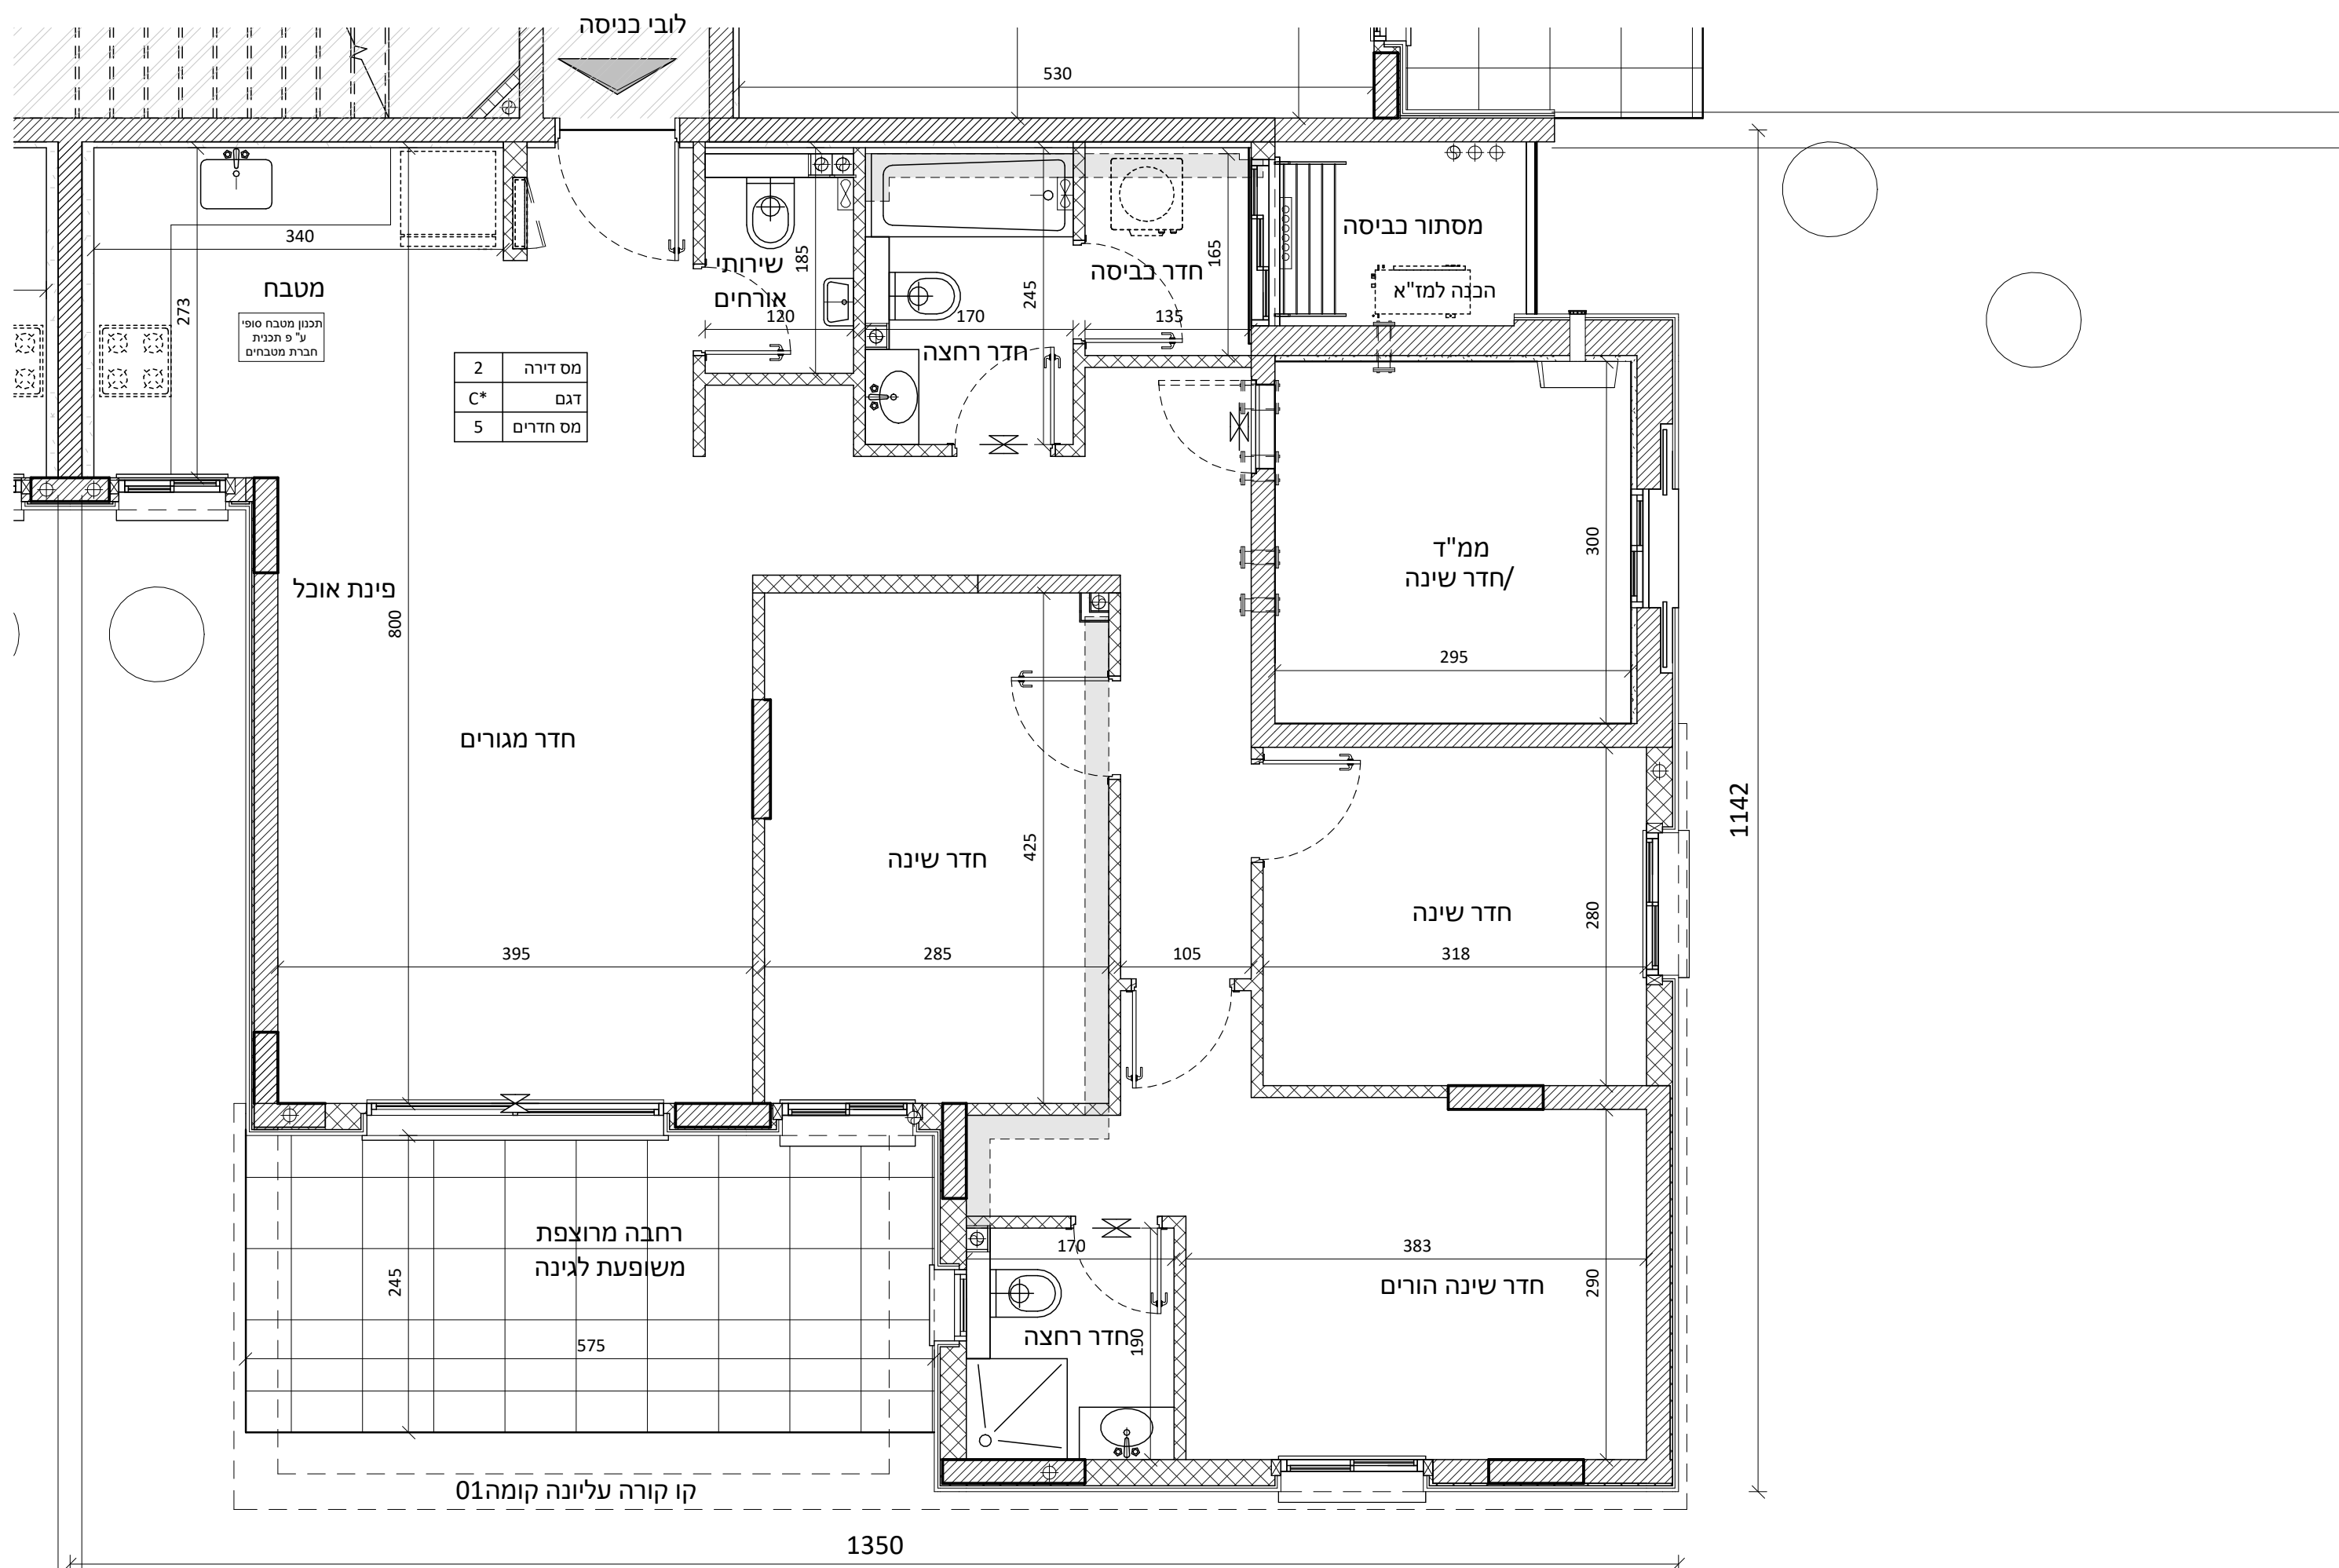 לובי כניסה
530
340
מטבח
תכנון מטבח סופי
ע"פ תכנית
חברת מטבחים
273
מס דירה 2
דגם C*
מס חדרים 5
שירותי
אורחים
185
120
245
170
חדר רחצה
חדר כביסה
165
135
מסתור כביסה
הכנה למז"א
פינת אוכל
800
ממ"ד
/חדר שינה
300
295
חדר מגורים
חדר שינה
425
חדר שינה
280
1142
395
285
105
318
רחבה מרוצפת
משופעת לגינה
245
575
170
חדר רחצה
190
383
חדר שינה הורים
290
קו קורה עליונה קומה01
1350